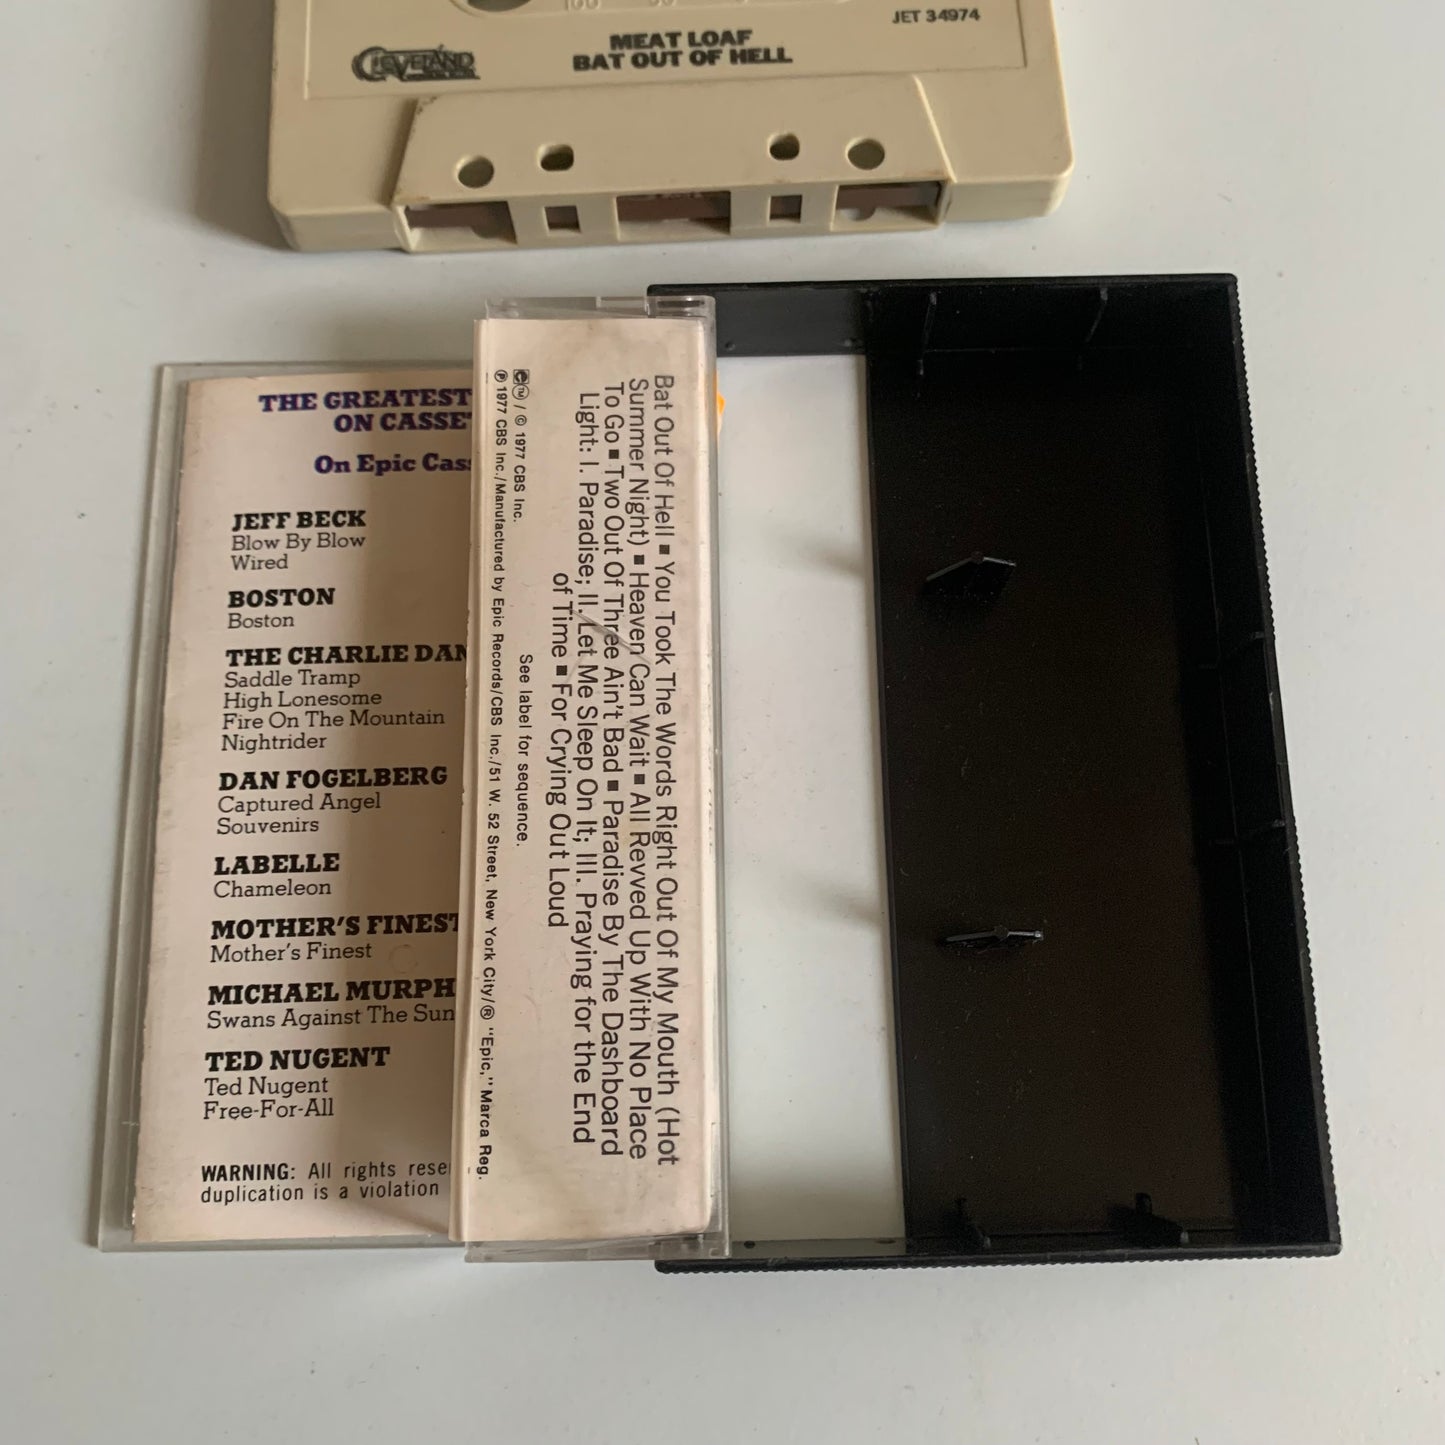 JET 34974
MEAT LOAF
BAT OUT OF HELL
CLEVELAND
THE GREATEST
ON CASSE
On Epic Cas
JEFF BECK
Blow By Blow
Wired
BOSTON
Boston
THE CHARLIE DAN
Saddle Tramp
High Lonesome
Fire On The Mountain
Nightrider
DAN FOGELBERG
Captured Angel
Souvenirs
LABELLE
Chameleon
MOTHER'S FINEST
Mother's Finest
MICHAEL MURPH
Swans Against The Sun
TED NUGENT
Ted Nugent
Free-For-All
WARNING: All rights rese
duplication is a violation
Bat Out Of Hell ▪ You Took The Words Right Out Of My Mouth (Hot
Summer Night) ▪ Heaven Can Wait ▪ All Revved Up With No Place
To Go ▪ Two Out Of Three Ain't Bad ▪ Paradise By The Dashboard
Light: I. Paradise; II. Let Me Sleep On It; III. Praying for the End
of Time ▪ For Crying Out Loud
See label for sequence.
TM/ © 1977 CBS Inc.
℗ 1977 CBS Inc./Manufactured by Epic Records/CBS Inc./51 W. 52 Street, New York City/® "Epic," Marca Reg.